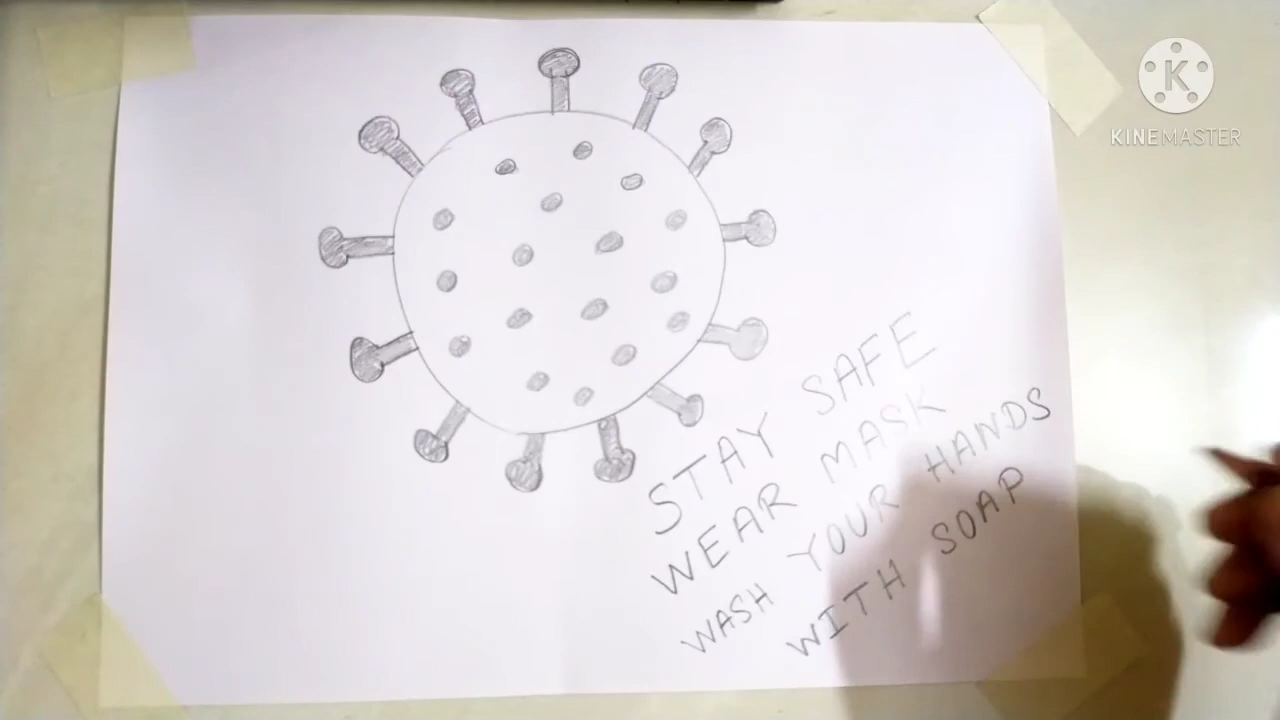 K
KINEMASTER
STAY SAFE
WEAR MASK
WASH YOUR HANDS
WITH SOAP